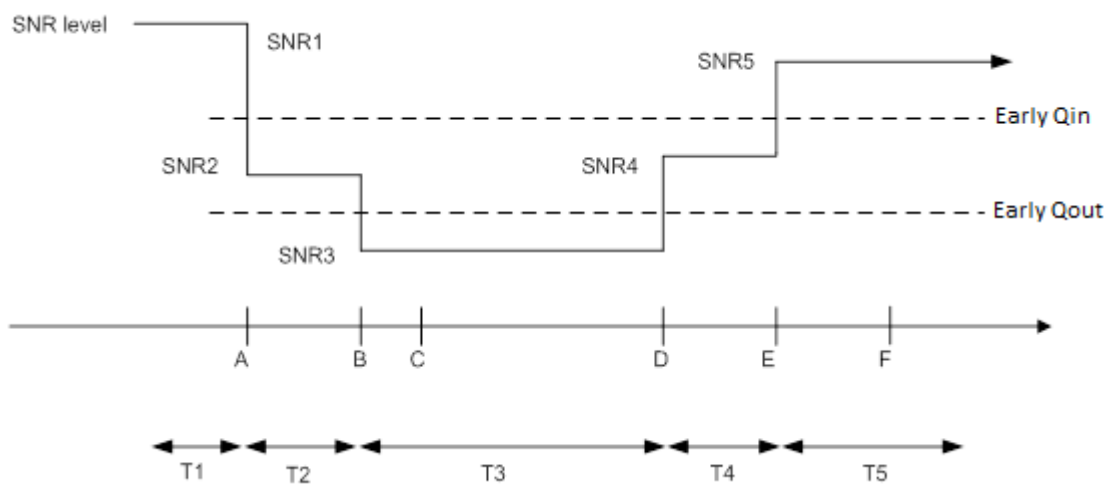 SNR level
SNR1
SNR5
Early Qin
SNR2
SNR4
Early Qout
SNR3
A B C D E F
T1 T2 T3 T4 T5